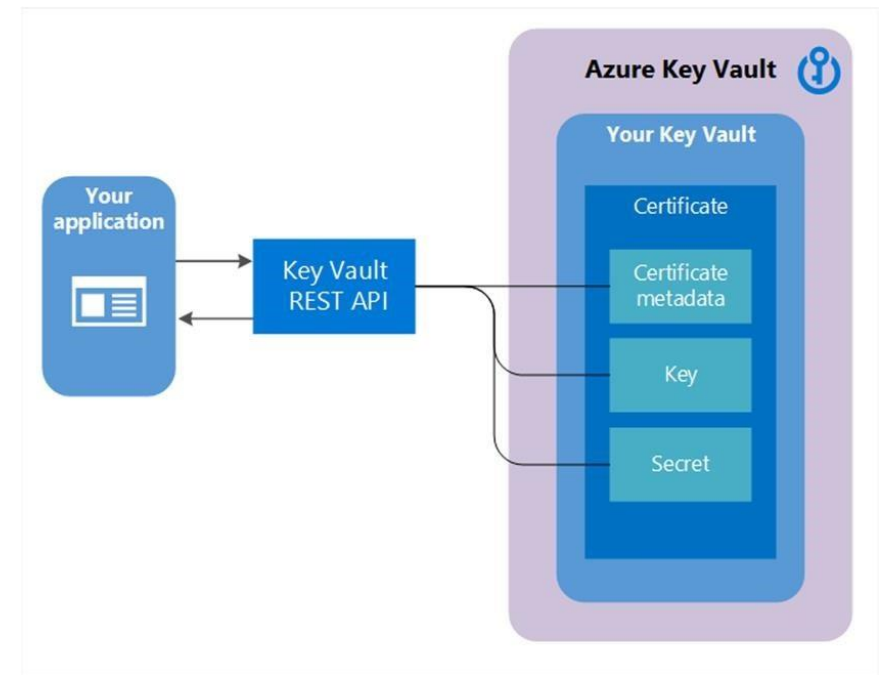 Azure Key Vault
Your Key Vault
Your
application
Certificate
Key Vault
REST API
Certificate
metadata
Key
Secret